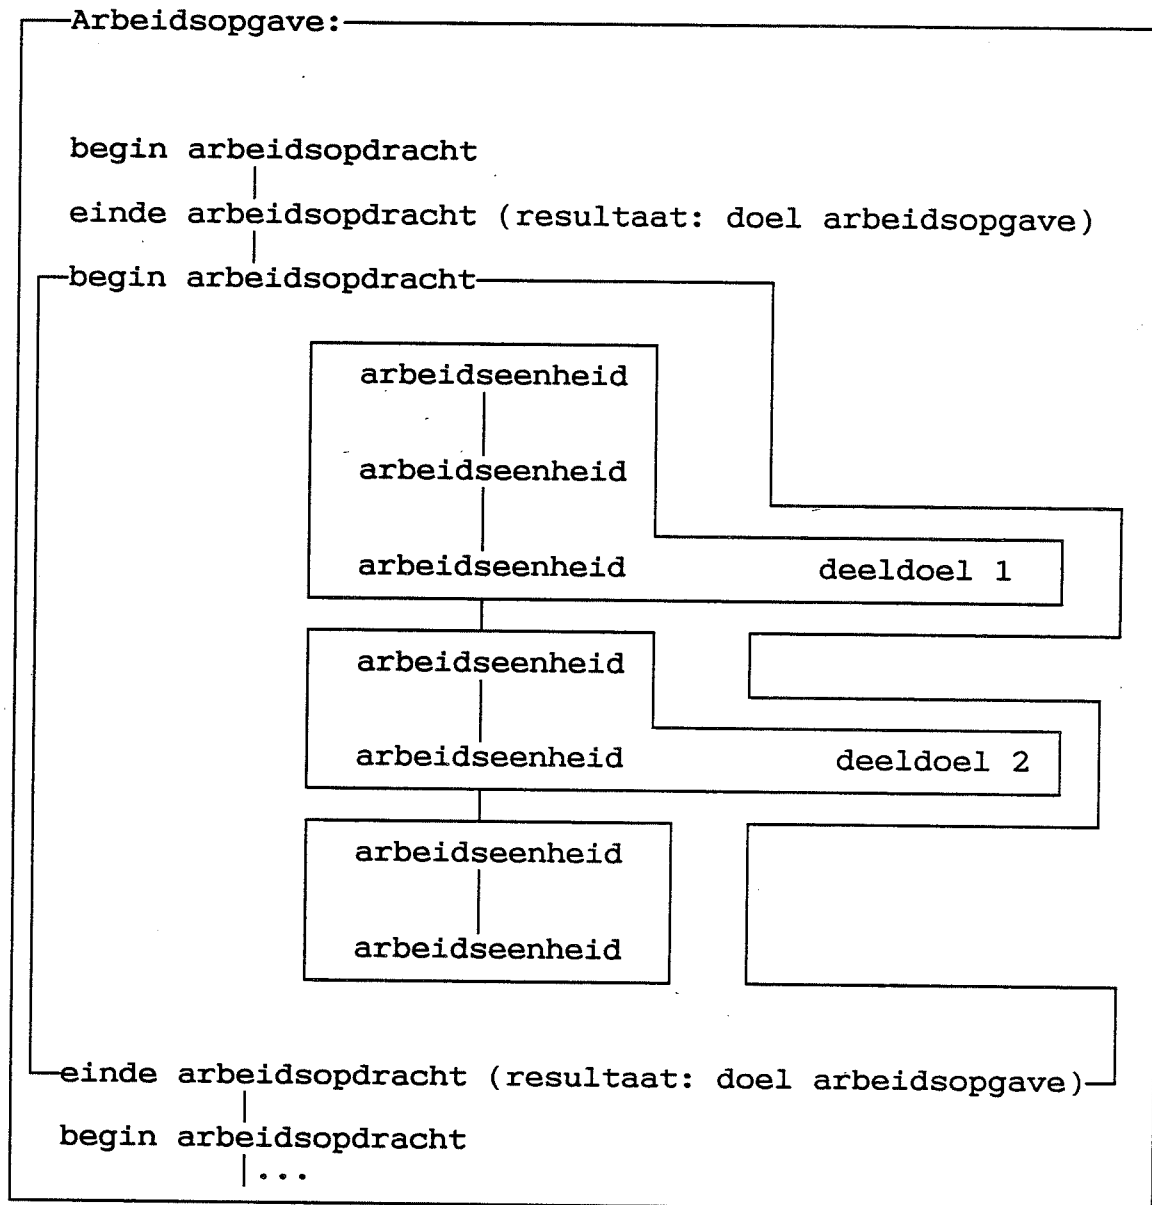 Arbeidsopgave:
begin arbeidsopdracht
einde arbeidsopdracht (resultaat: doel arbeidsopgave)
begin arbeidsopdracht
arbeidseenheid
arbeidseenheid
arbeidseenheid deeldoel 1
arbeidseenheid
arbeidseenheid deeldoel 2
arbeidseenheid
arbeidseenheid
einde arbeidsopdracht (resultaat: doel arbeidsopgave)
begin arbeidsopdracht
...